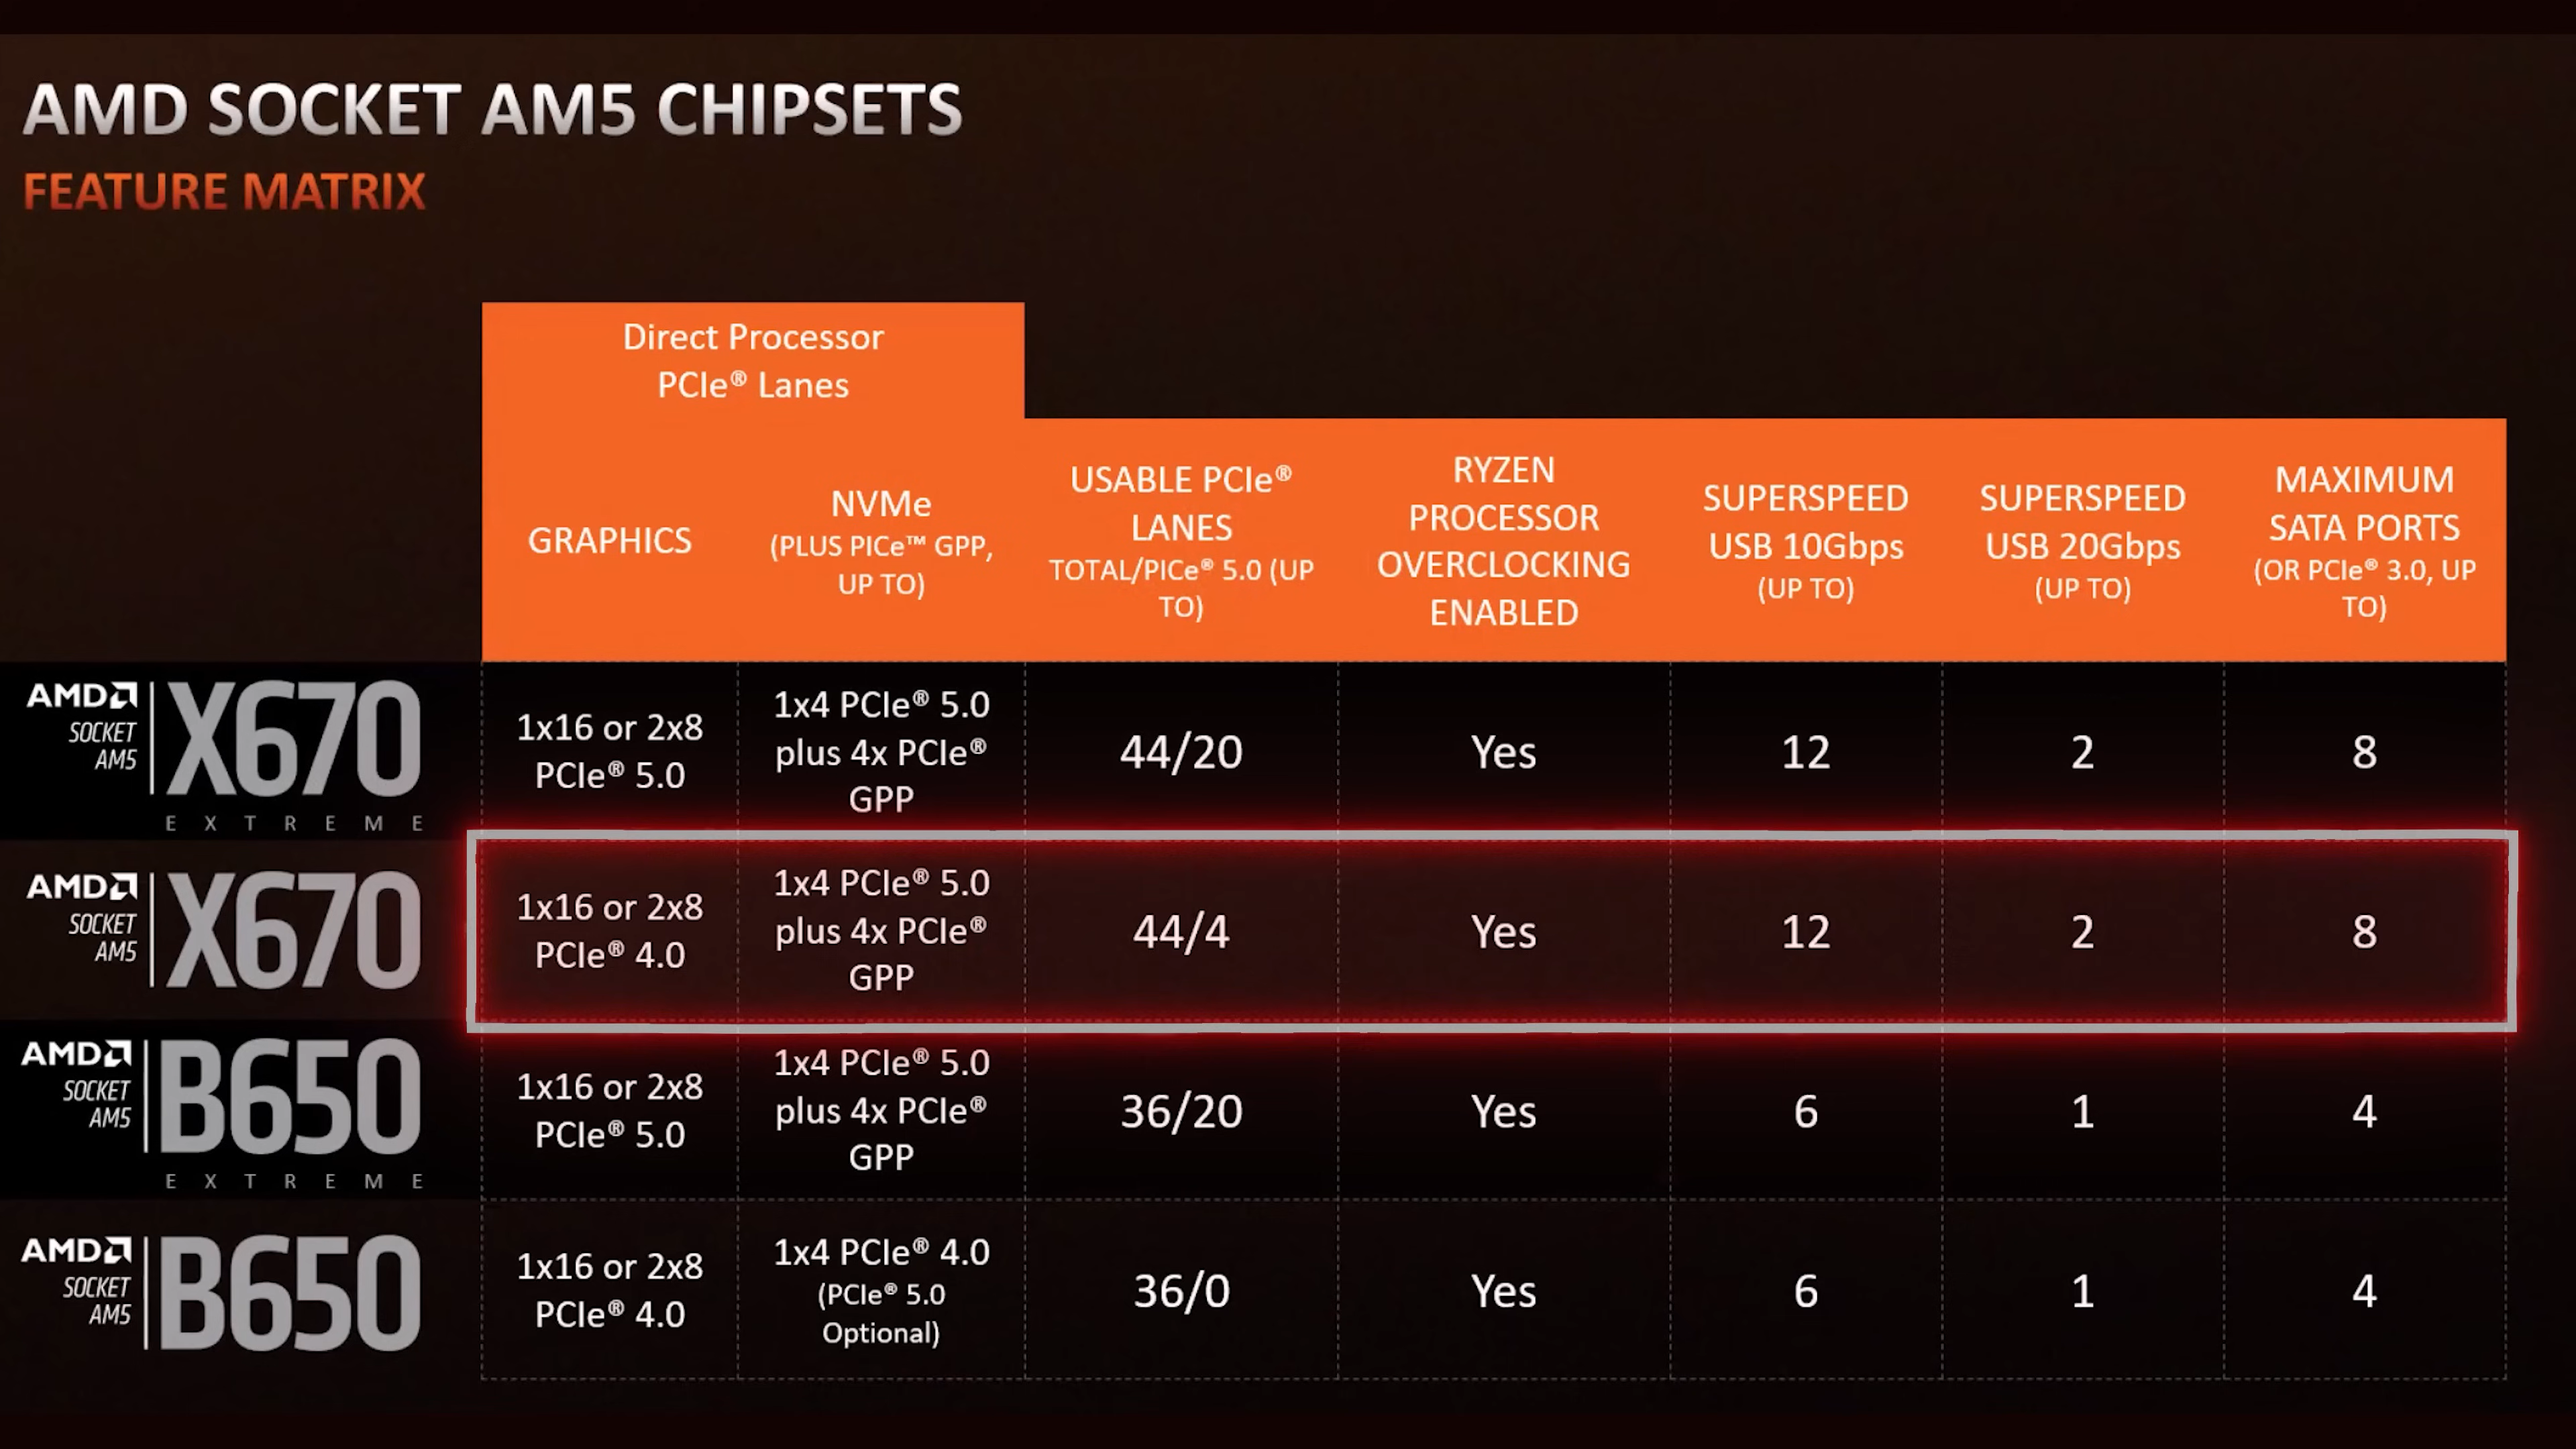 AMD SOCKET AM5 CHIPSETS
FEATURE MATRIX
Direct Processor
PCIe® Lanes
GRAPHICS
NVMe
(PLUS PICe™ GPP,
UP TO)
USABLE PCIe®
LANES
TOTAL/PICe® 5.0 (UP
TO)
RYZEN
PROCESSOR
OVERCLOCKING
ENABLED
SUPERSPEED
USB 10Gbps
(UP TO)
SUPERSPEED
USB 20Gbps
(UP TO)
MAXIMUM
SATA PORTS
(OR PCIe® 3.0, UP
TO)
AMD
SOCKET
AM5
X670
EXTREME
1x16 or 2x8
PCIe® 5.0
1x4 PCIe® 5.0
plus 4x PCIe®
GPP
44/20
Yes
12
2
8
AMD
SOCKET
AM5
X670
1x16 or 2x8
PCIe® 4.0
1x4 PCIe® 5.0
plus 4x PCIe®
GPP
44/4
Yes
12
2
8
AMD
SOCKET
AM5
B650
EXTREME
1x16 or 2x8
PCIe® 5.0
1x4 PCIe® 5.0
plus 4x PCIe®
GPP
36/20
Yes
6
1
4
AMD
SOCKET
AM5
B650
1x16 or 2x8
PCIe® 4.0
1x4 PCIe® 4.0
(PCIe® 5.0
Optional)
36/0
Yes
6
1
4